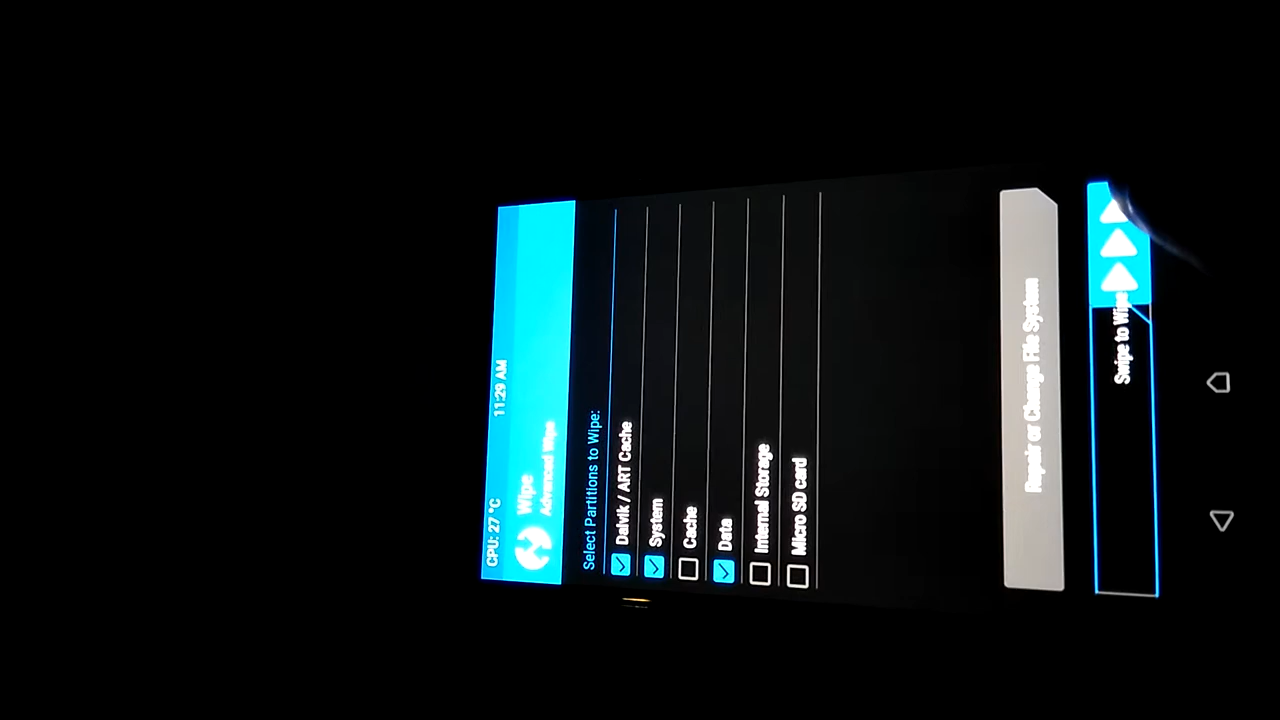 CPU: 27 °C 11:29 AM
Wipe
Advanced Wipe
Select Partitions to Wipe:
Dalvik / ART Cache
System
Cache
Data
Internal Storage
Micro SD card
Repair or Change File System
Swipe to Wipe